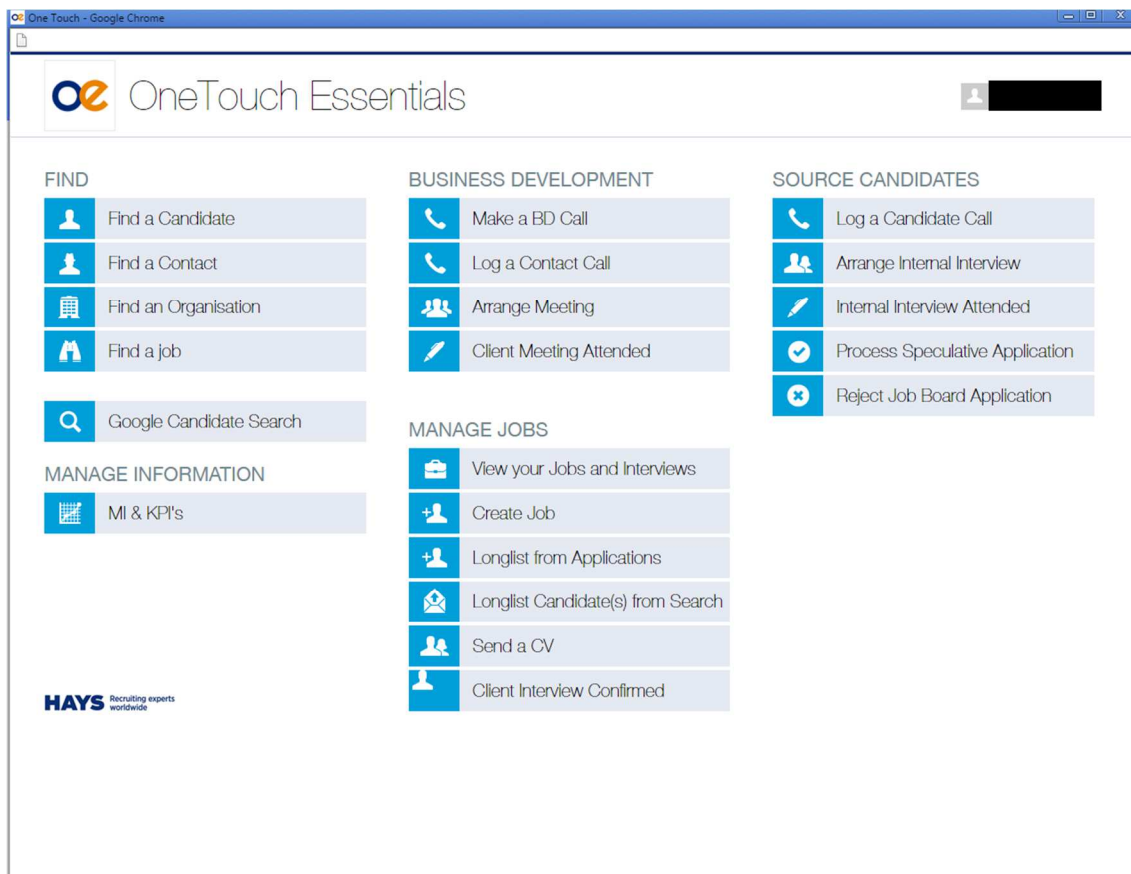 One Touch - Google Chrome
oe OneTouch Essentials
FIND
Find a Candidate
Find a Contact
Find an Organisation
Find a job
Google Candidate Search
MANAGE INFORMATION
MI & KPI's
BUSINESS DEVELOPMENT
Make a BD Call
Log a Contact Call
Arrange Meeting
Client Meeting Attended
MANAGE JOBS
View your Jobs and Interviews
Create Job
Longlist from Applications
Longlist Candidate(s) from Search
Send a CV
Client Interview Confirmed
SOURCE CANDIDATES
Log a Candidate Call
Arrange Internal Interview
Internal Interview Attended
Process Speculative Application
Reject Job Board Application
HAYS Recruiting experts
worldwide